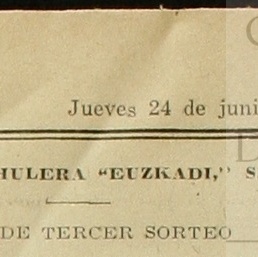 Jueves 24 de juni
HULERA "EUZKADI," S
DE TERCER SORTEO